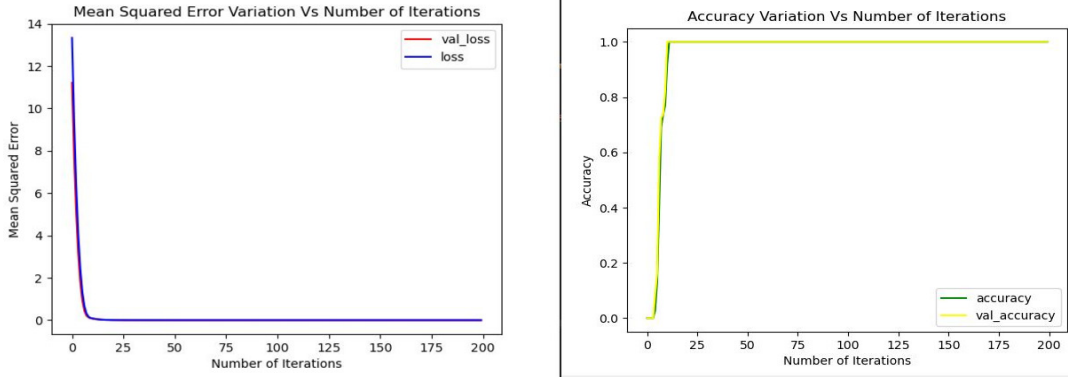 Mean Squared Error Variation Vs Number of Iterations
14
12
10
8
6
4
2
0
Mean Squared Error
val_loss
loss
0 25 50 75 100 125 150 175 200
Number of Iterations
Accuracy Variation Vs Number of Iterations
1.0
0.8
0.6
0.4
0.2
0.0
Accuracy
accuracy
val_accuracy
0 25 50 75 100 125 150 175 200
Number of Iterations